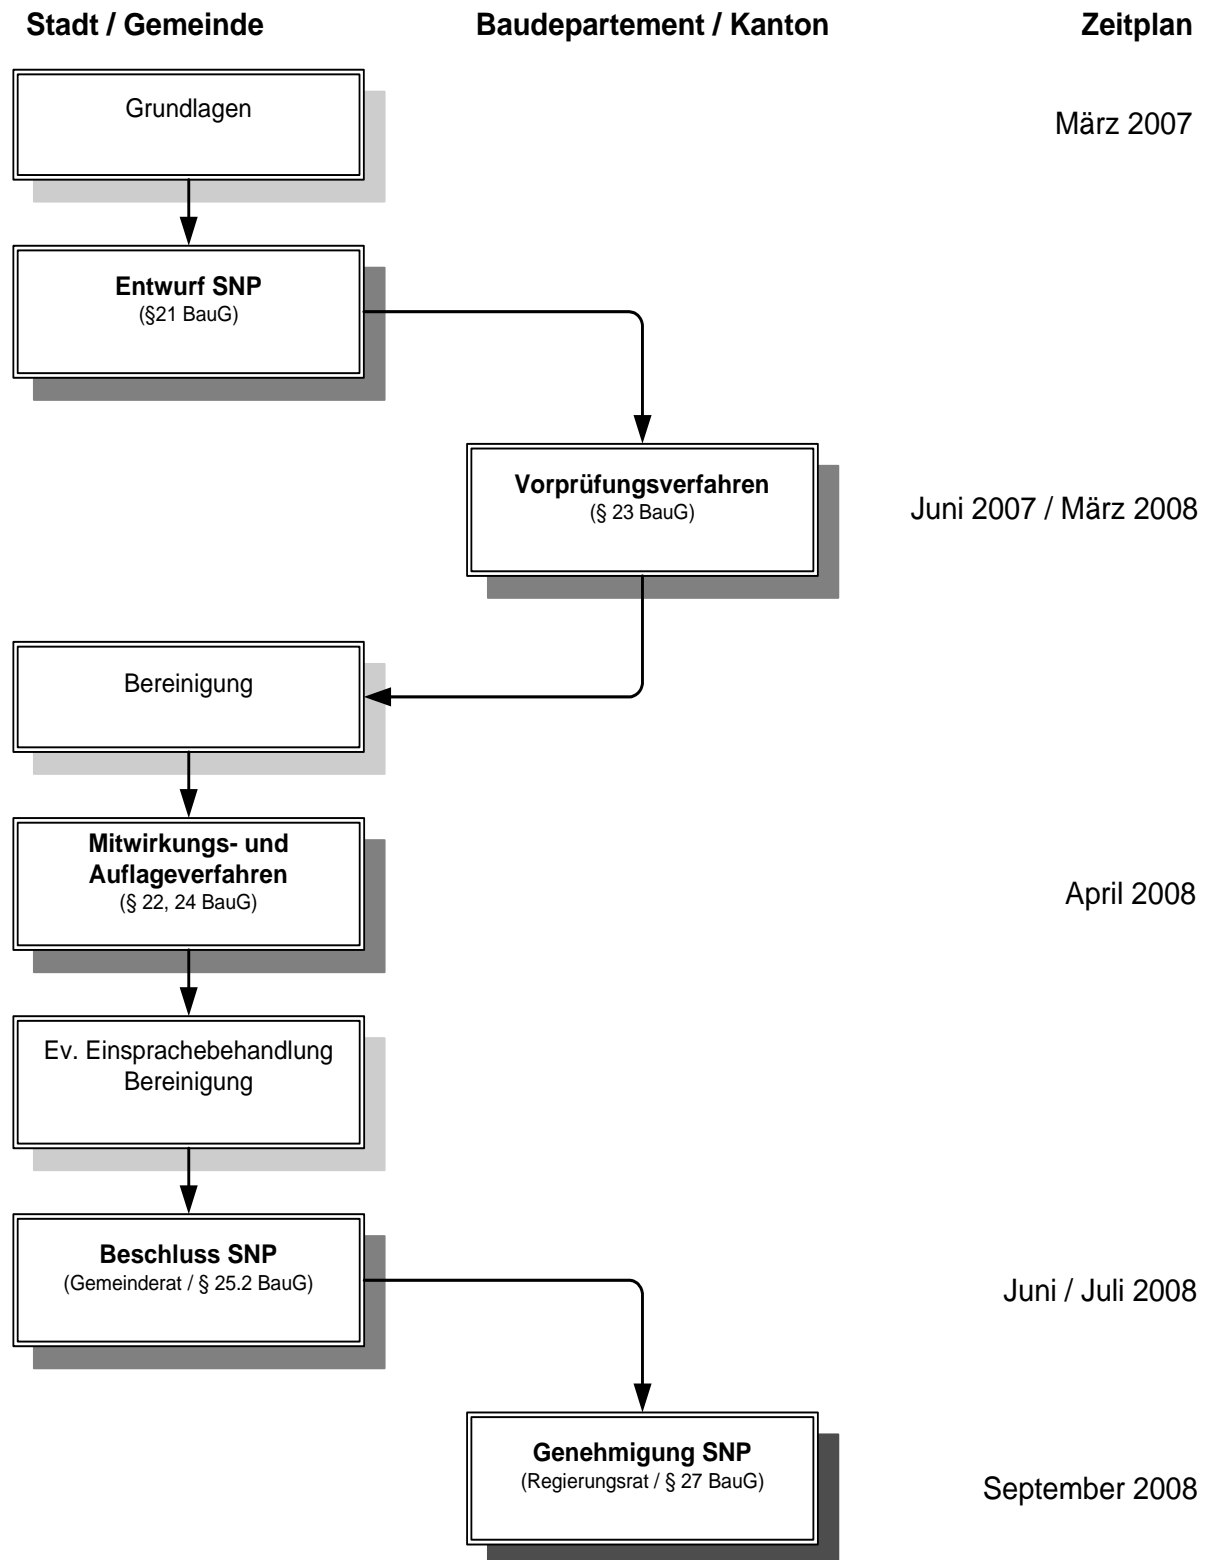 Stadt / Gemeinde
Baudepartement / Kanton
Zeitplan
Grundlagen
März 2007
Entwurf SNP
(§21 BauG)
Vorprüfungsverfahren
(§ 23 BauG)
Juni 2007 / März 2008
Bereinigung
Mitwirkungs- und
Auflageverfahren
(§ 22, 24 BauG)
April 2008
Ev. Einsprachebehandlung
Bereinigung
Beschluss SNP
(Gemeinderat / § 25.2 BauG)
Juni / Juli 2008
Genehmigung SNP
(Regierungsrat / § 27 BauG)
September 2008